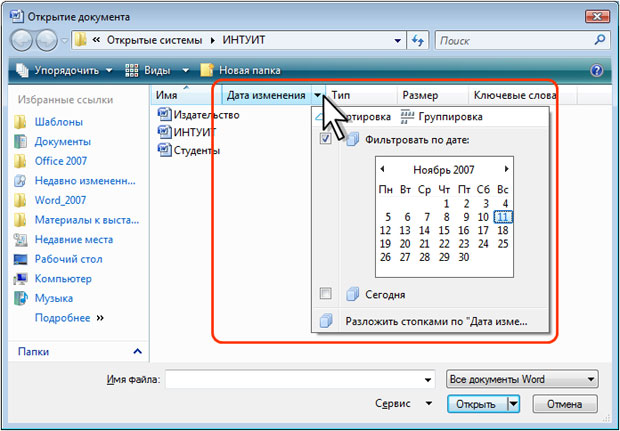 Открытие документа
« Открытые системы ИНТУИТ Поиск
Упорядочить Виды Новая папка ?
Избранные ссылки
Шаблоны
Документы
Office 2007
Недавно измененн...
Word_2007
Материалы к выста...
Недавние места
Рабочий стол
Компьютер
Музыка
Подробнее »
Папки
Имя Дата изменения Тип Размер Ключевые слова
Издательство
ИНТУИТ
Студенты
Группировка
Фильтровать по дате:
Ноябрь 2007
Пн Вт Ср Чт Пт Сб Вс
1 2 3 4
5 6 7 8 9 10 11
12 13 14 15 16 17 18
19 20 21 22 23 24 25
26 27 28 29 30
Сегодня
Разложить стопками по "Дата изме...
Имя файла: Все документы Word
Сервис Открыть Отмена